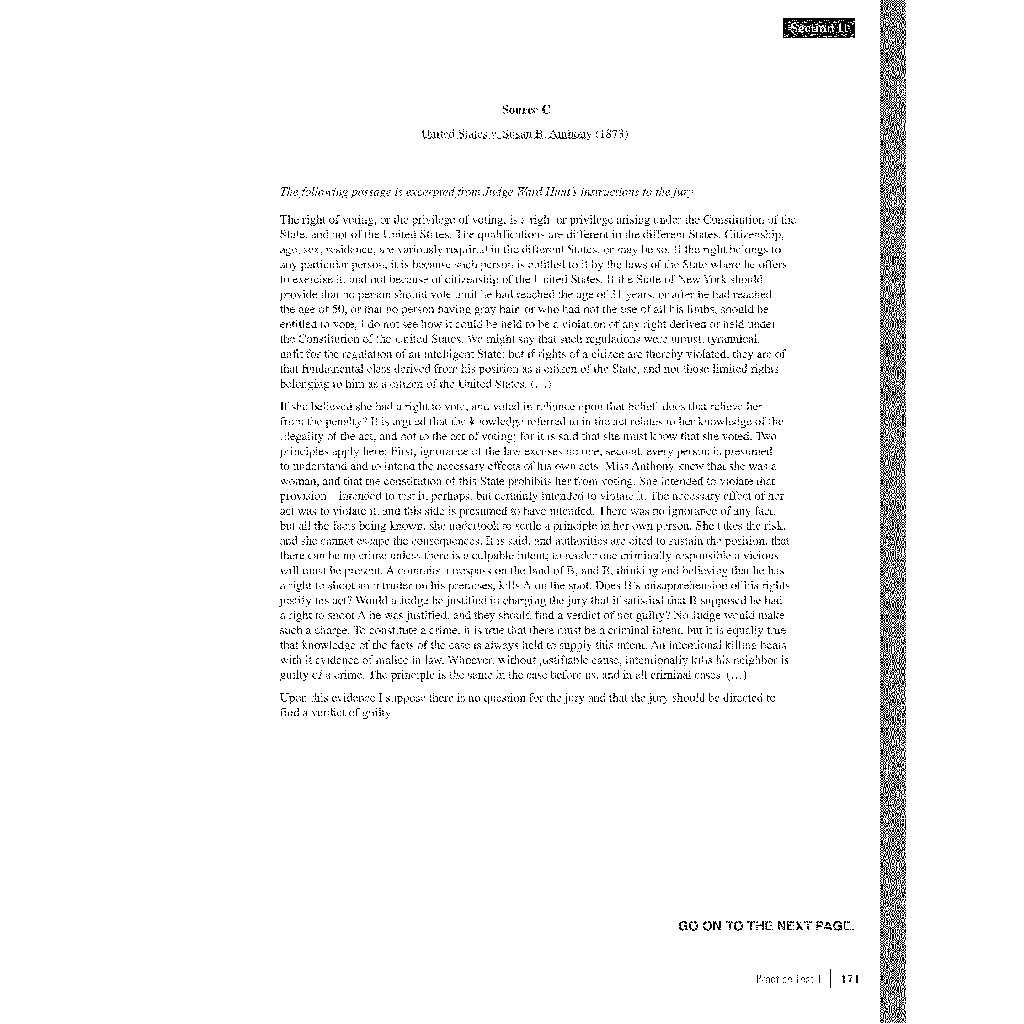 Section II
Source C
United States v. Susan B. Anthony (1873)
The following passage is excerpted from Judge Ward Hunt's instructions to the jury.
The right of voting, or the privilege of voting, is a right or privilege arising under the Constitution of the
State, and not of the United States. The qualifications are different in the different States. Citizenship,
age, sex, residence, are variously required in the different States, or may be so. If the right belongs to
any particular person, it is because such person is entitled to it by the laws of the State where he offers
to exercise it, and not because of citizenship of the United States. If the State of New York should
provide that no person should vote until he had reached the age of 31 years, or after he had reached
the age of 50, or that no person having gray hair, or who had not the use of all his limbs, should be
entitled to vote, I do not see how it could be held to be a violation of any right derived or held under
the Constitution of the United States. We might say that such regulations were unjust, tyrannical,
unfit for the regulation of an intelligent State; but if rights of a citizen are thereby violated, they are of
that fundamental class derived from his position as a citizen of the State, and not those limited rights
belonging to him as a citizen of the United States. (…)
If she believed she had a right to vote, and voted in reliance upon that belief, does that relieve her
from the penalty? It is argued that the knowledge referred to in the act relates to her knowledge of the
illegality of the act, and not to the act of voting; for it is said that she must know that she voted. Two
principles apply here: First, ignorance of the law excuses no one; second, every person is presumed
to understand and to intend the necessary effects of his own acts. Miss Anthony knew that she was a
woman, and that the constitution of this State prohibits her from voting. She intended to violate that
provision—intended to test it, perhaps, but certainly intended to violate it. The necessary effect of her
act was to violate it, and this side is presumed to have intended. There was no ignorance of any fact,
but all the facts being known, she undertook to settle a principle in her own person. She takes the risk,
and she cannot escape the consequences. It is said, and authorities are cited to sustain the position, that
there can be no crime unless there is a culpable intent; to render one criminally responsible a vicious
will must be present. A commits a trespass on the land of B, and B, thinking and believing that he has
a right to shoot an intruder on his premises, kills A on the spot. Does B's misapprehension of his rights
justify his act? Would a Judge be justified in charging the jury that if satisfied that B supposed he had
a right to shoot A he was justified, and they should find a verdict of not guilty? No Judge would make
such a charge. To constitute a crime, it is true that there must be a criminal intent, but it is equally true
that knowledge of the facts of the case is always held to supply this intent. An intentional killing bears
with it evidence of malice in law. Whoever, without justifiable cause, intentionally kills his neighbor is
guilty of a crime. The principle is the same in the case before us, and in all criminal cases. (…)
Upon this evidence I suppose there is no question for the jury and that the jury should be directed to
find a verdict of guilty.
GO ON TO THE NEXT PAGE.
Practice Test 1 | 171